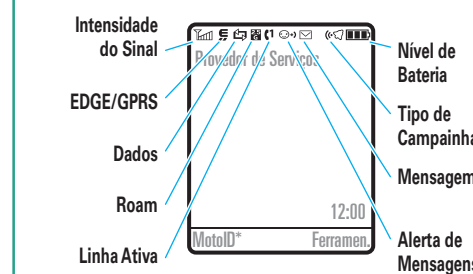 Intensidade
do Sinal
EDGE/GPRS
Dados
Roam
Linha Ativa
Provedor de Serviços
12:00
MotoID*
Ferramen.
Nível de
Bateria
Tipo de
Campainha
Mensagem
Alerta de
Mensagens